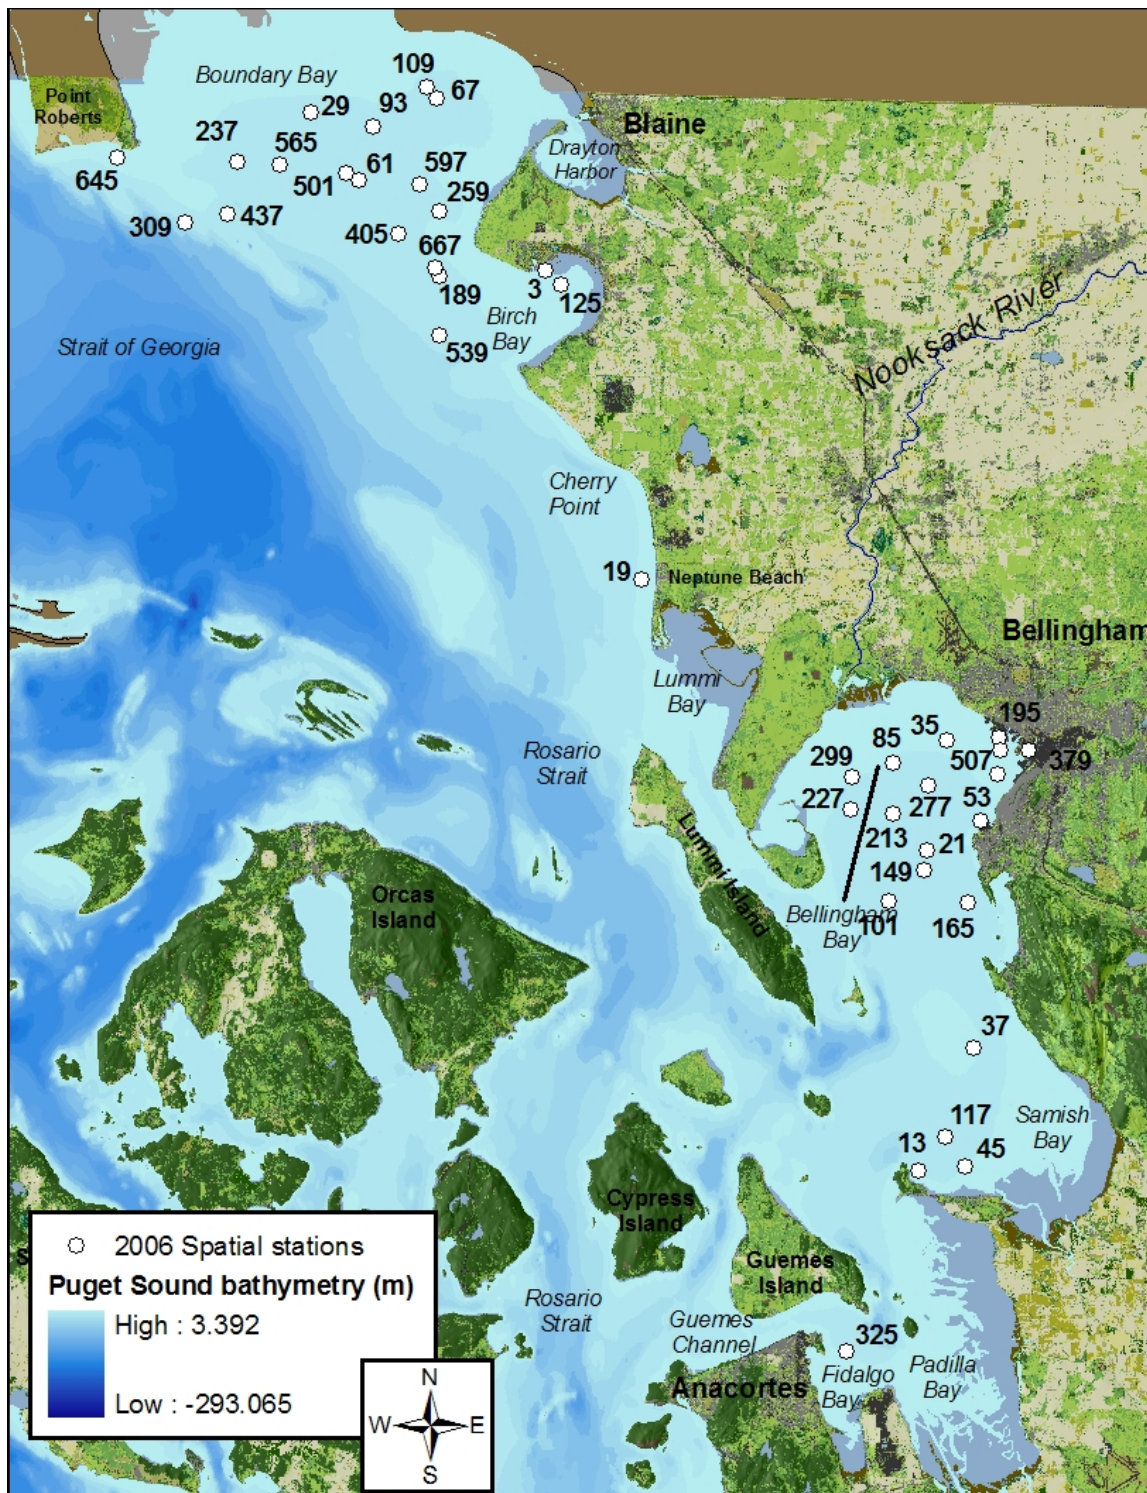 Boundary Bay
109
67
Point
Roberts
29
93
Blaine
237
565
Drayton
Harbor
645
501
61
597
259
309
437
405
667
3
125
189
Birch
Bay
539
Strait of Georgia
Nooksack River
Cherry
Point
19
Neptune Beach
Bellingham
Lummi
Bay
195
35
85
Rosario
Strait
299
507
379
227
277
53
213
21
Lummi Island
149
Orcas
Island
Bellingham
Bay
101
165
37
117
Samish
Bay
13
45
Cypress
Island
Guemes
Island
2006 Spatial stations
Puget Sound bathymetry (m)
High : 3.392
Low : -293.065
Rosario
Strait
Guemes
Channel
325
Anacortes
Fidalgo
Bay
Padilla
Bay
N
W
E
S